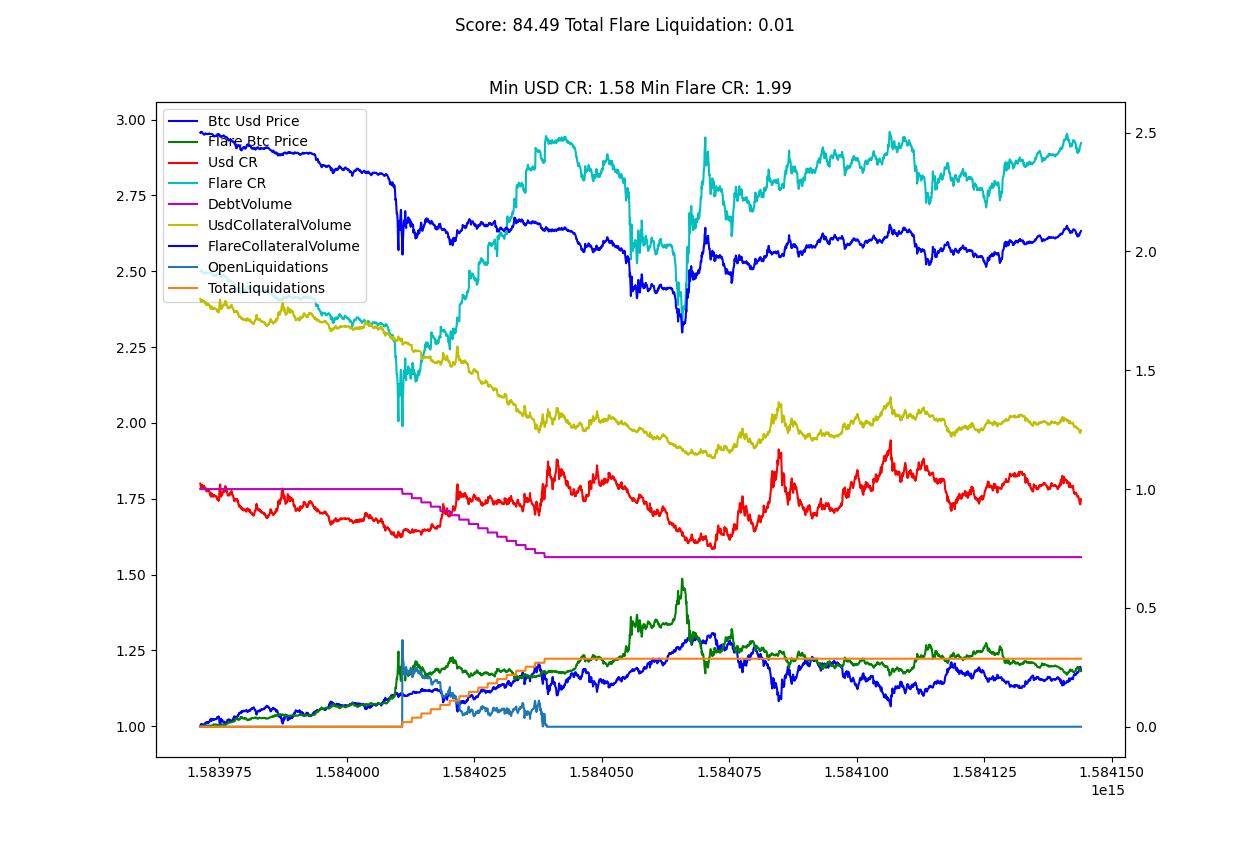 Score: 84.49 Total Flare Liquidation: 0.01
Min USD CR: 1.58 Min Flare CR: 1.99
Btc Usd Price
Flare Btc Price
Usd CR
Flare CR
DebtVolume
UsdCollateralVolume
FlareCollateralVolume
OpenLiquidations
TotalLiquidations
3.00
2.75
2.50
2.25
2.00
1.75
1.50
1.25
1.00
2.5
2.0
1.5
1.0
0.5
0.0
1.583975 1.584000 1.584025 1.584050 1.584075 1.584100 1.584125 1.584150
1e15